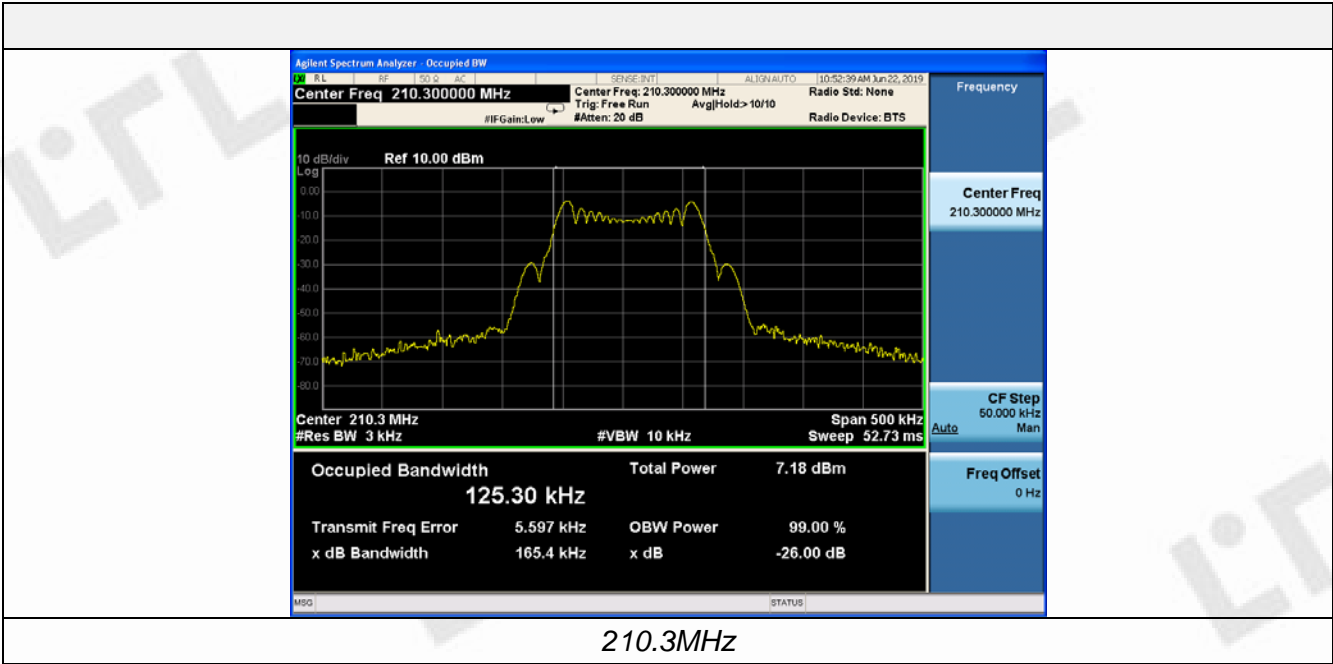 Agilent Spectrum Analyzer - Occupied BW
RL RF 50 Ω AC SENSE:INT ALIGNAUTO 10:52:39 AM Jun 22, 2019
Center Freq 210.300000 MHz
Center Freq: 210.300000 MHz
Radio Std: None
Trig: Free Run Avg|Hold:> 10/10
#IFGain:Low
#Atten: 20 dB
Radio Device: BTS
10 dB/div Ref 10.00 dBm
Log
0.00
-10.0
-20.0
-30.0
-40.0
-50.0
-60.0
-70.0
-80.0
Center 210.3 MHz Span 500 kHz
#Res BW 3 kHz #VBW 10 kHz Sweep 52.73 ms
Occupied Bandwidth Total Power 7.18 dBm
125.30 kHz
Transmit Freq Error 5.597 kHz OBW Power 99.00 %
x dB Bandwidth 165.4 kHz x dB -26.00 dB
MSG STATUS
Frequency
Center Freq
210.300000 MHz
CF Step
50.000 kHz
Auto Man
Freq Offset
0 Hz
210.3MHz